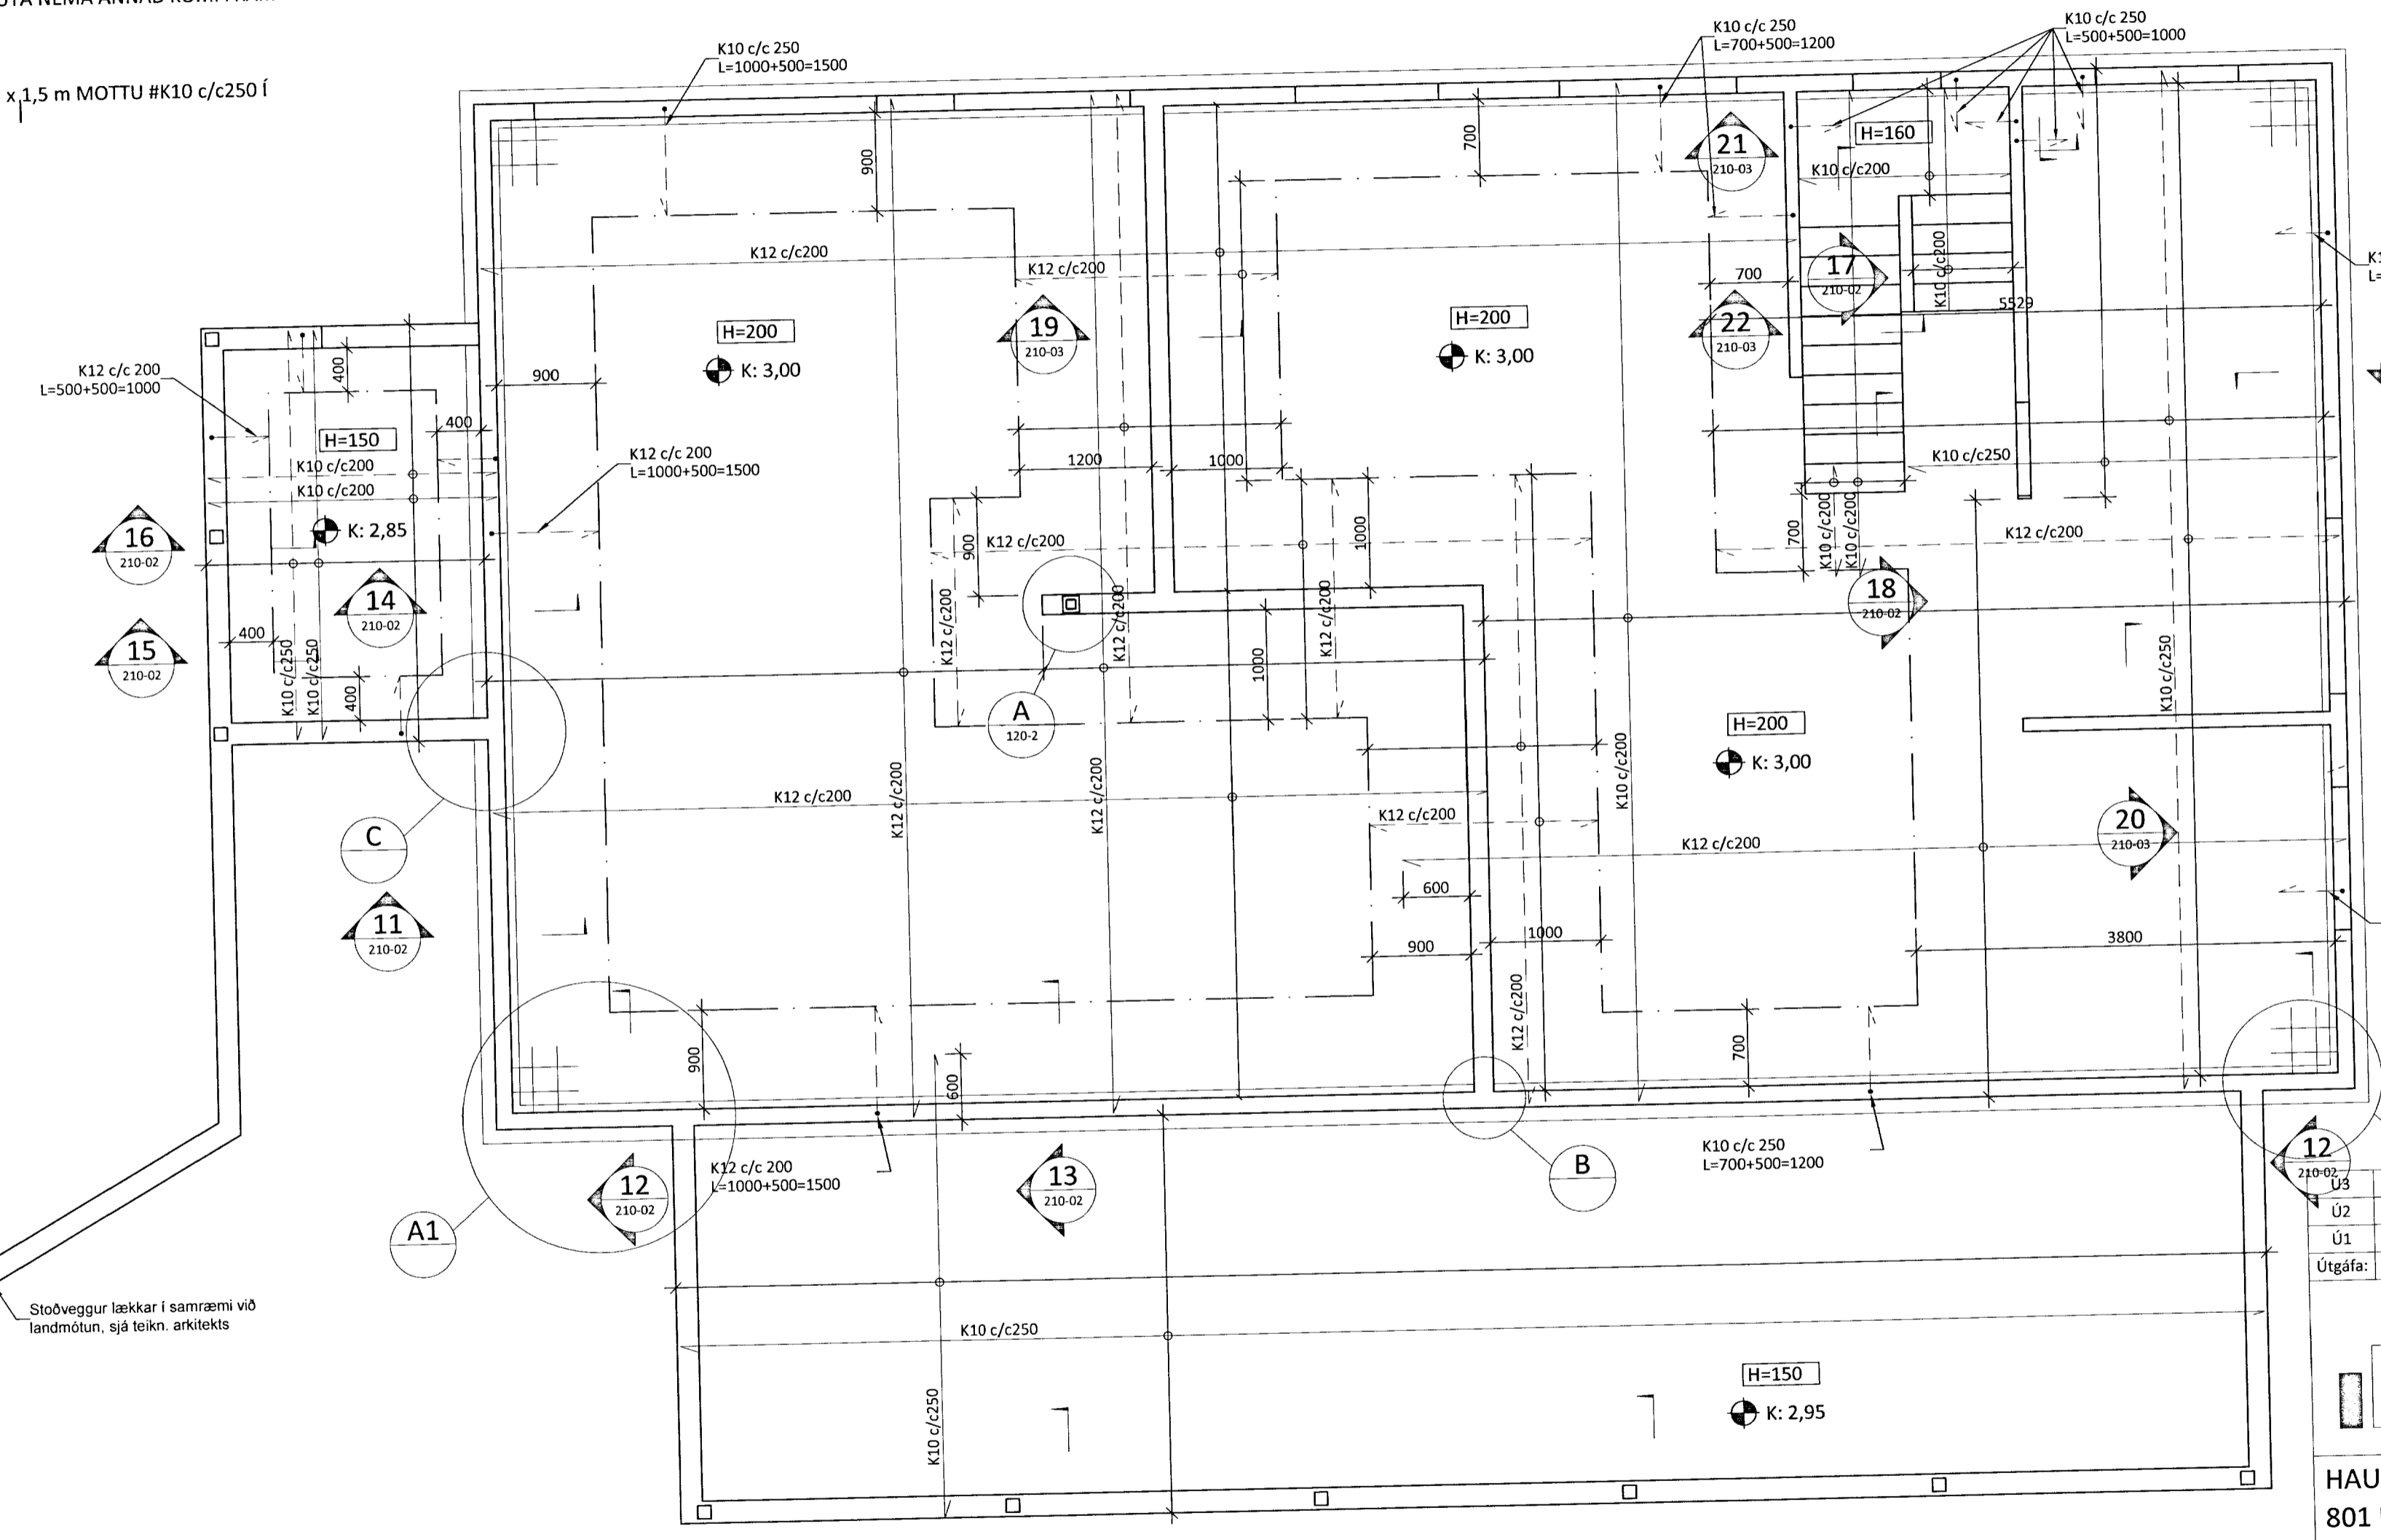 x 1,5 m MOTTU #K10 c/c250 Í
K10 c/c 250
L=1000+500=1500
K10 c/c 250
L=700+500=1200
K10 c/c 250
L=500+500=1000
H=160
21
210-03
K10 c/c200
900
700
K12 c/c200
K12 c/c200
700
17
210-02
K10 c/c200
5529
H=200
K: 3,00
19
210-03
H=200
K: 3,00
22
210-03
K12 c/c 200
L=500+500=1000
400
900
400
H=150
K10 c/c200
K10 c/c200
K: 2,85
K12 c/c 200
L=1000+500=1500
1200
1000
K10 c/c250
16
210-02
15
210-02
14
210-02
400
K10 c/c250
K10 c/c250
400
900
K12 c/c200
1000
K12 c/c200
K12 c/c200
K12 c/c200
1000
700
K10 c/c200
K10 c/c200
K12 c/c200
18
210-02
K10 c/c250
A
120-2
H=200
K: 3,00
K12 c/c200
K12 c/c200
K12 c/c200
K10 c/c200
K12 c/c200
K12 c/c200
20
210-03
C
11
210-02
600
900
1000
3800
K12 c/c200
900
600
700
K12 c/c 200
L=1000+500=1500
12
210-02
13
210-02
B
K10 c/c 250
L=700+500=1200
12
210-02
A1
Ú3
Ú2
Ú1
Útgáfa:
Stoðveggur lækkar í samræmi við
landmótun, sjá teikn. arkitekts
K10 c/c250
K10 c/c250
H=150
K: 2,95
HAU
801